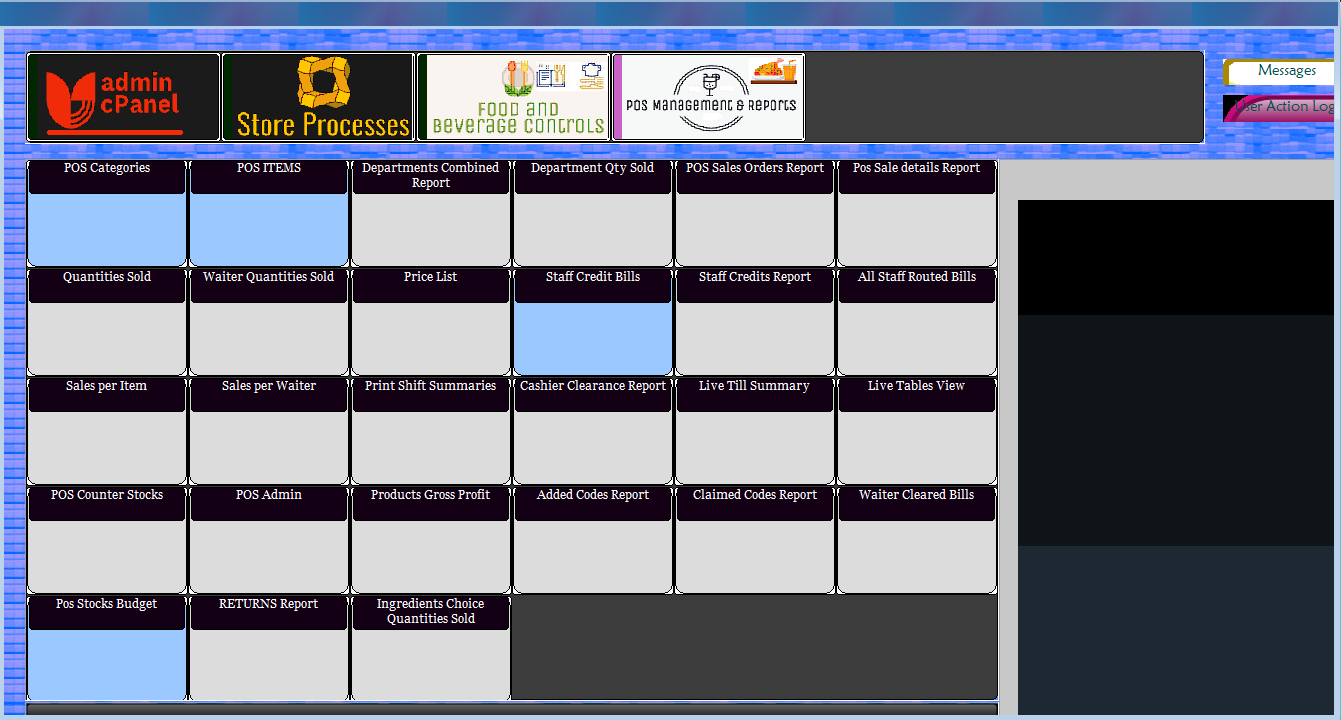 admin
cPanel
Store Processes
FOOD AND
BEVERAGE CONTROLS
POS MANAGEMENT & REPORTS
Messages
User Action Log
POS Categories
POS ITEMS
Departments Combined
Report
Department Qty Sold
POS Sales Orders Report
Pos Sale details Report
Quantities Sold
Waiter Quantities Sold
Price List
Staff Credit Bills
Staff Credits Report
All Staff Routed Bills
Sales per Item
Sales per Waiter
Print Shift Summaries
Cashier Clearance Report
Live Till Summary
Live Tables View
POS Counter Stocks
POS Admin
Products Gross Profit
Added Codes Report
Claimed Codes Report
Waiter Cleared Bills
Pos Stocks Budget
RETURNS Report
Ingredients Choice
Quantities Sold